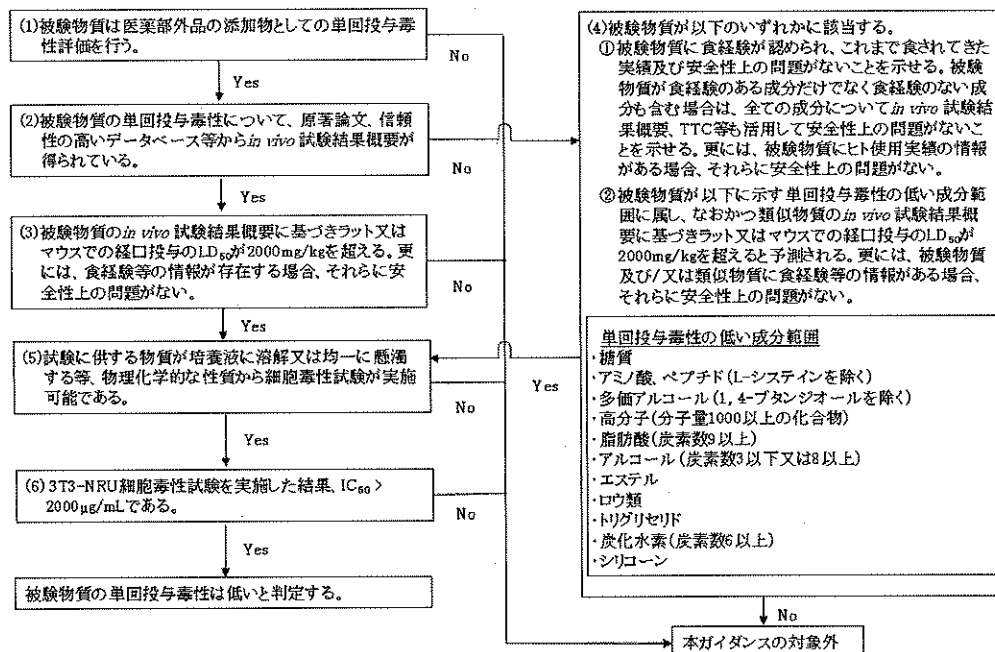 (1)被験物質は医薬部外品の添加物としての単回投与毒
性評価を行う。
No
Yes
(2)被験物質の単回投与毒性について、原著論文、信頼
性の高いデータベース等からin vivo 試験結果概要が
得られている。
No
Yes
(3)被験物質のin vivo 試験結果概要に基づきラット又は
マウスでの経口投与のLD50が2000mg/kgを超える。更
には、食経験等の情報が存在する場合、それらに安
全性上の問題がない。
No
Yes
(5)試験に供する物質が培養液に溶解又は均一に懸濁
する等、物理化学的な性質から細胞毒性試験が実施
可能である。
No
Yes
(6)3T3-NRU細胞毒性試験を実施した結果、IC50>
2000μg/mLである。
No
Yes
被験物質の単回投与毒性は低いと判定する。
(4)被験物質が以下のいずれかに該当する。
①被験物質に食経験が認められ、これまで食されてきた
実績及び安全性上の問題がないことを示せる。被験
物質が食経験のある成分だけでなく食経験のない成
分も含む場合は、全ての成分についてin vivo 試験結
果概要、TTC等も活用して安全性上の問題がないこ
とを示せる。更には、被験物質にヒト使用実績の情報
がある場合、それらに安全性上の問題がない。
②被験物質が以下に示す単回投与毒性の低い成分範
囲に属し、なおかつ類似物質のin vivo 試験結果概
要に基づきラット又はマウスでの経口投与のLD50が
2000mg/kgを超えると予測される。更には、被験物質
及び/又は類似物質に食経験等の情報がある場合、
それらに安全性上の問題がない。
Yes
単回投与毒性の低い成分範囲
・糖質
・アミノ酸、ペプチド(L-システインを除く)
・多価アルコール(1,4-ブタンジオールを除く)
・高分子(分子量1000以上の化合物)
・脂肪酸(炭素数9以上)
・アルコール(炭素数3以下又は8以上)
・エステル
・ロウ類
・トリグリセリド
・炭化水素(炭素数6以上)
・シリコーン
No
本ガイダンスの対象外